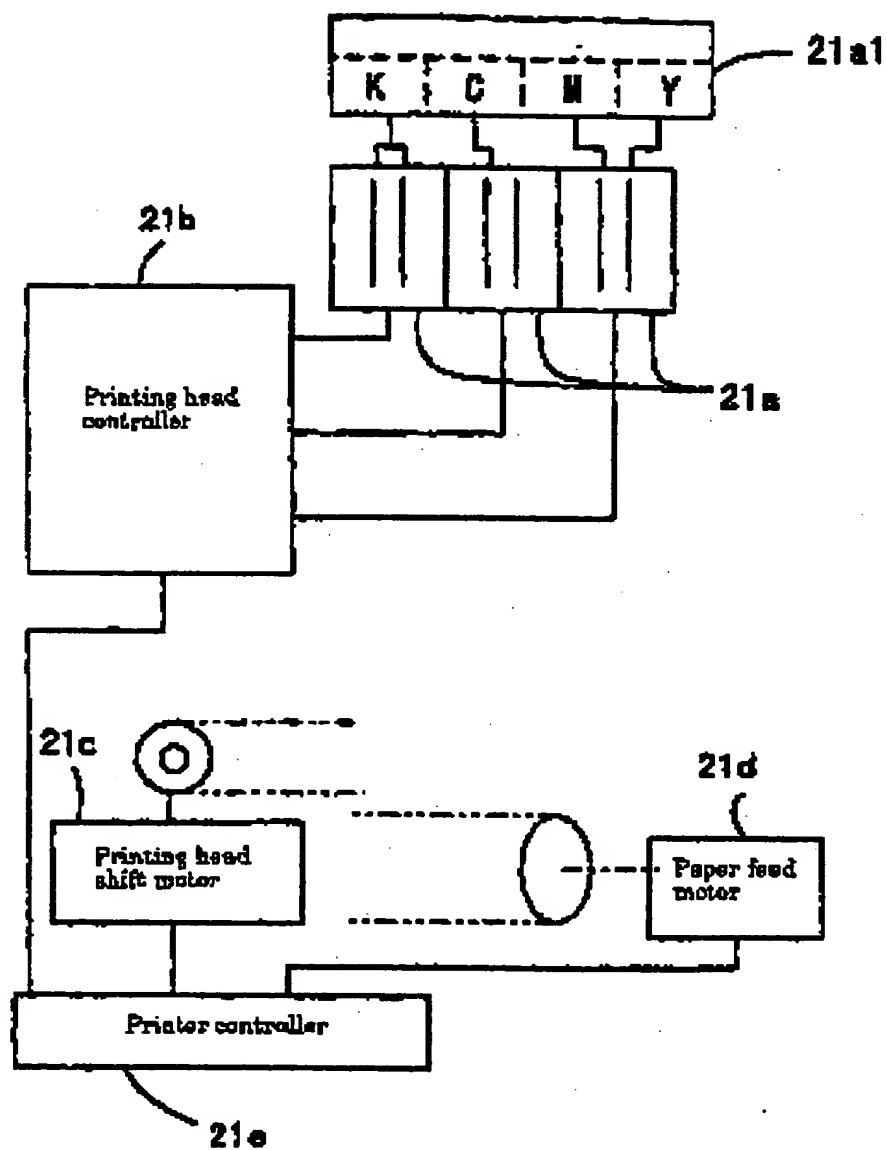 21a1
K C M Y
21b
Printing head
controller
21a
21c
21d
Printing head
shift motor
Paper feed
motor
Printer controller
21e